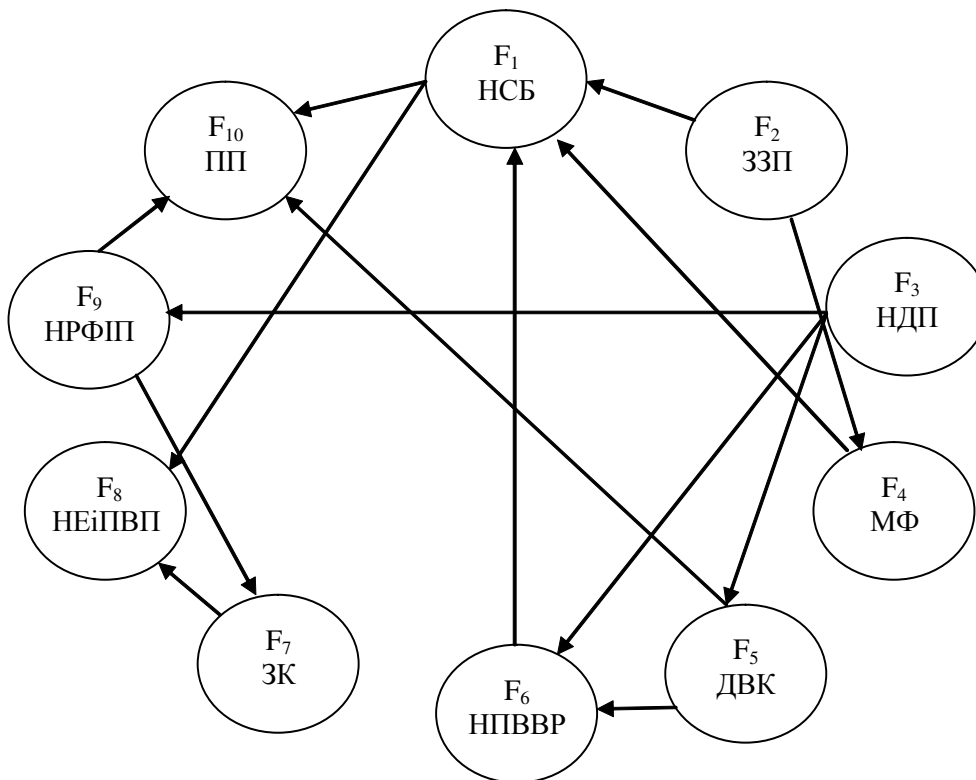 F₁
НСБ
F₂
ЗЗП
F₃
НДП
F₄
МФ
F₅
ДВК
F₆
НПВВР
F₇
ЗК
F₈
НЕіПВП
F₉
НРФІП
F₁₀
ПП